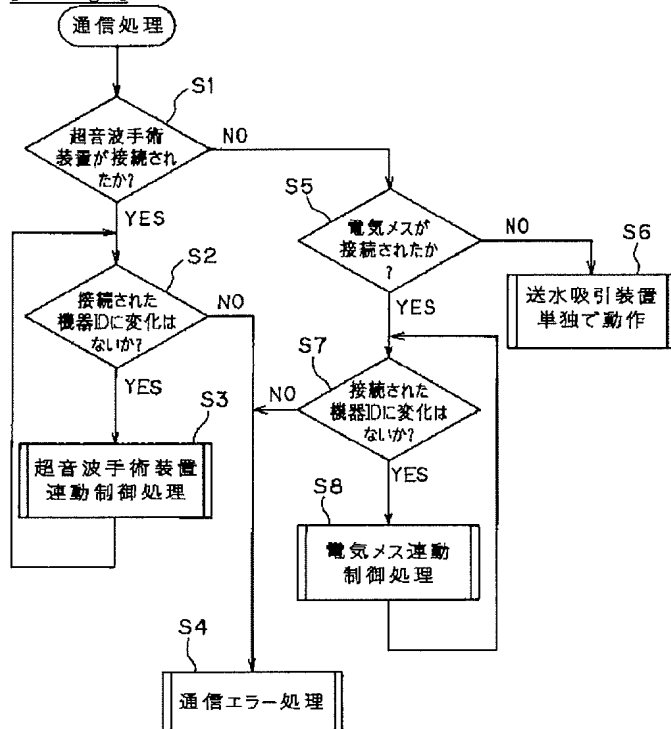 通信処理
S1
超音波手術
装置が接続され
たか?
NO
YES
S5
電気メスが
接続されたか
?
NO
YES
S6
送水吸引装置
単独で動作
S2
接続された
機器IDに変化は
ないか?
NO
YES
S7
接続された
機器IDに変化は
ないか?
NO
YES
S3
超音波手術装置
連動制御処理
S8
電気メス連動
制御処理
S4
通信エラー処理